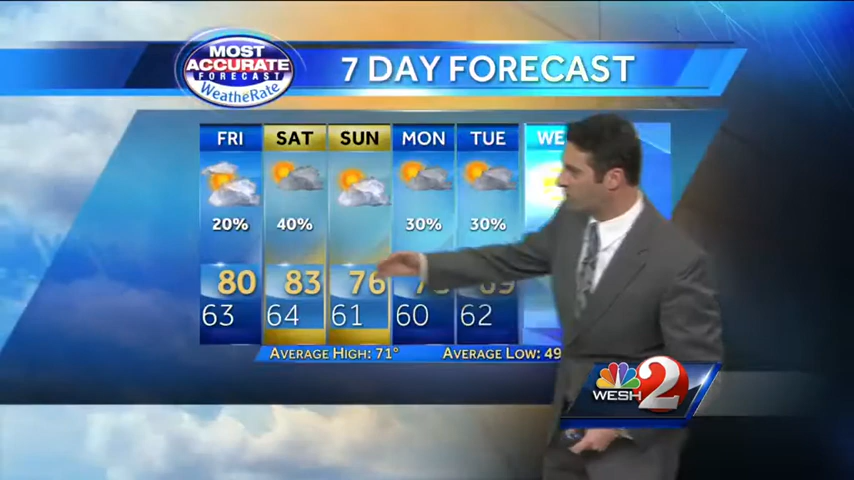 MOST
ACCURATE
FORECAST
WeatheRate
7 DAY FORECAST
FRI SAT SUN MON TUE
20% 40% 30% 30%
80 83 76
63 64 61 60 62
AVERAGE HIGH: 71° AVERAGE LOW: 49
WESH 2